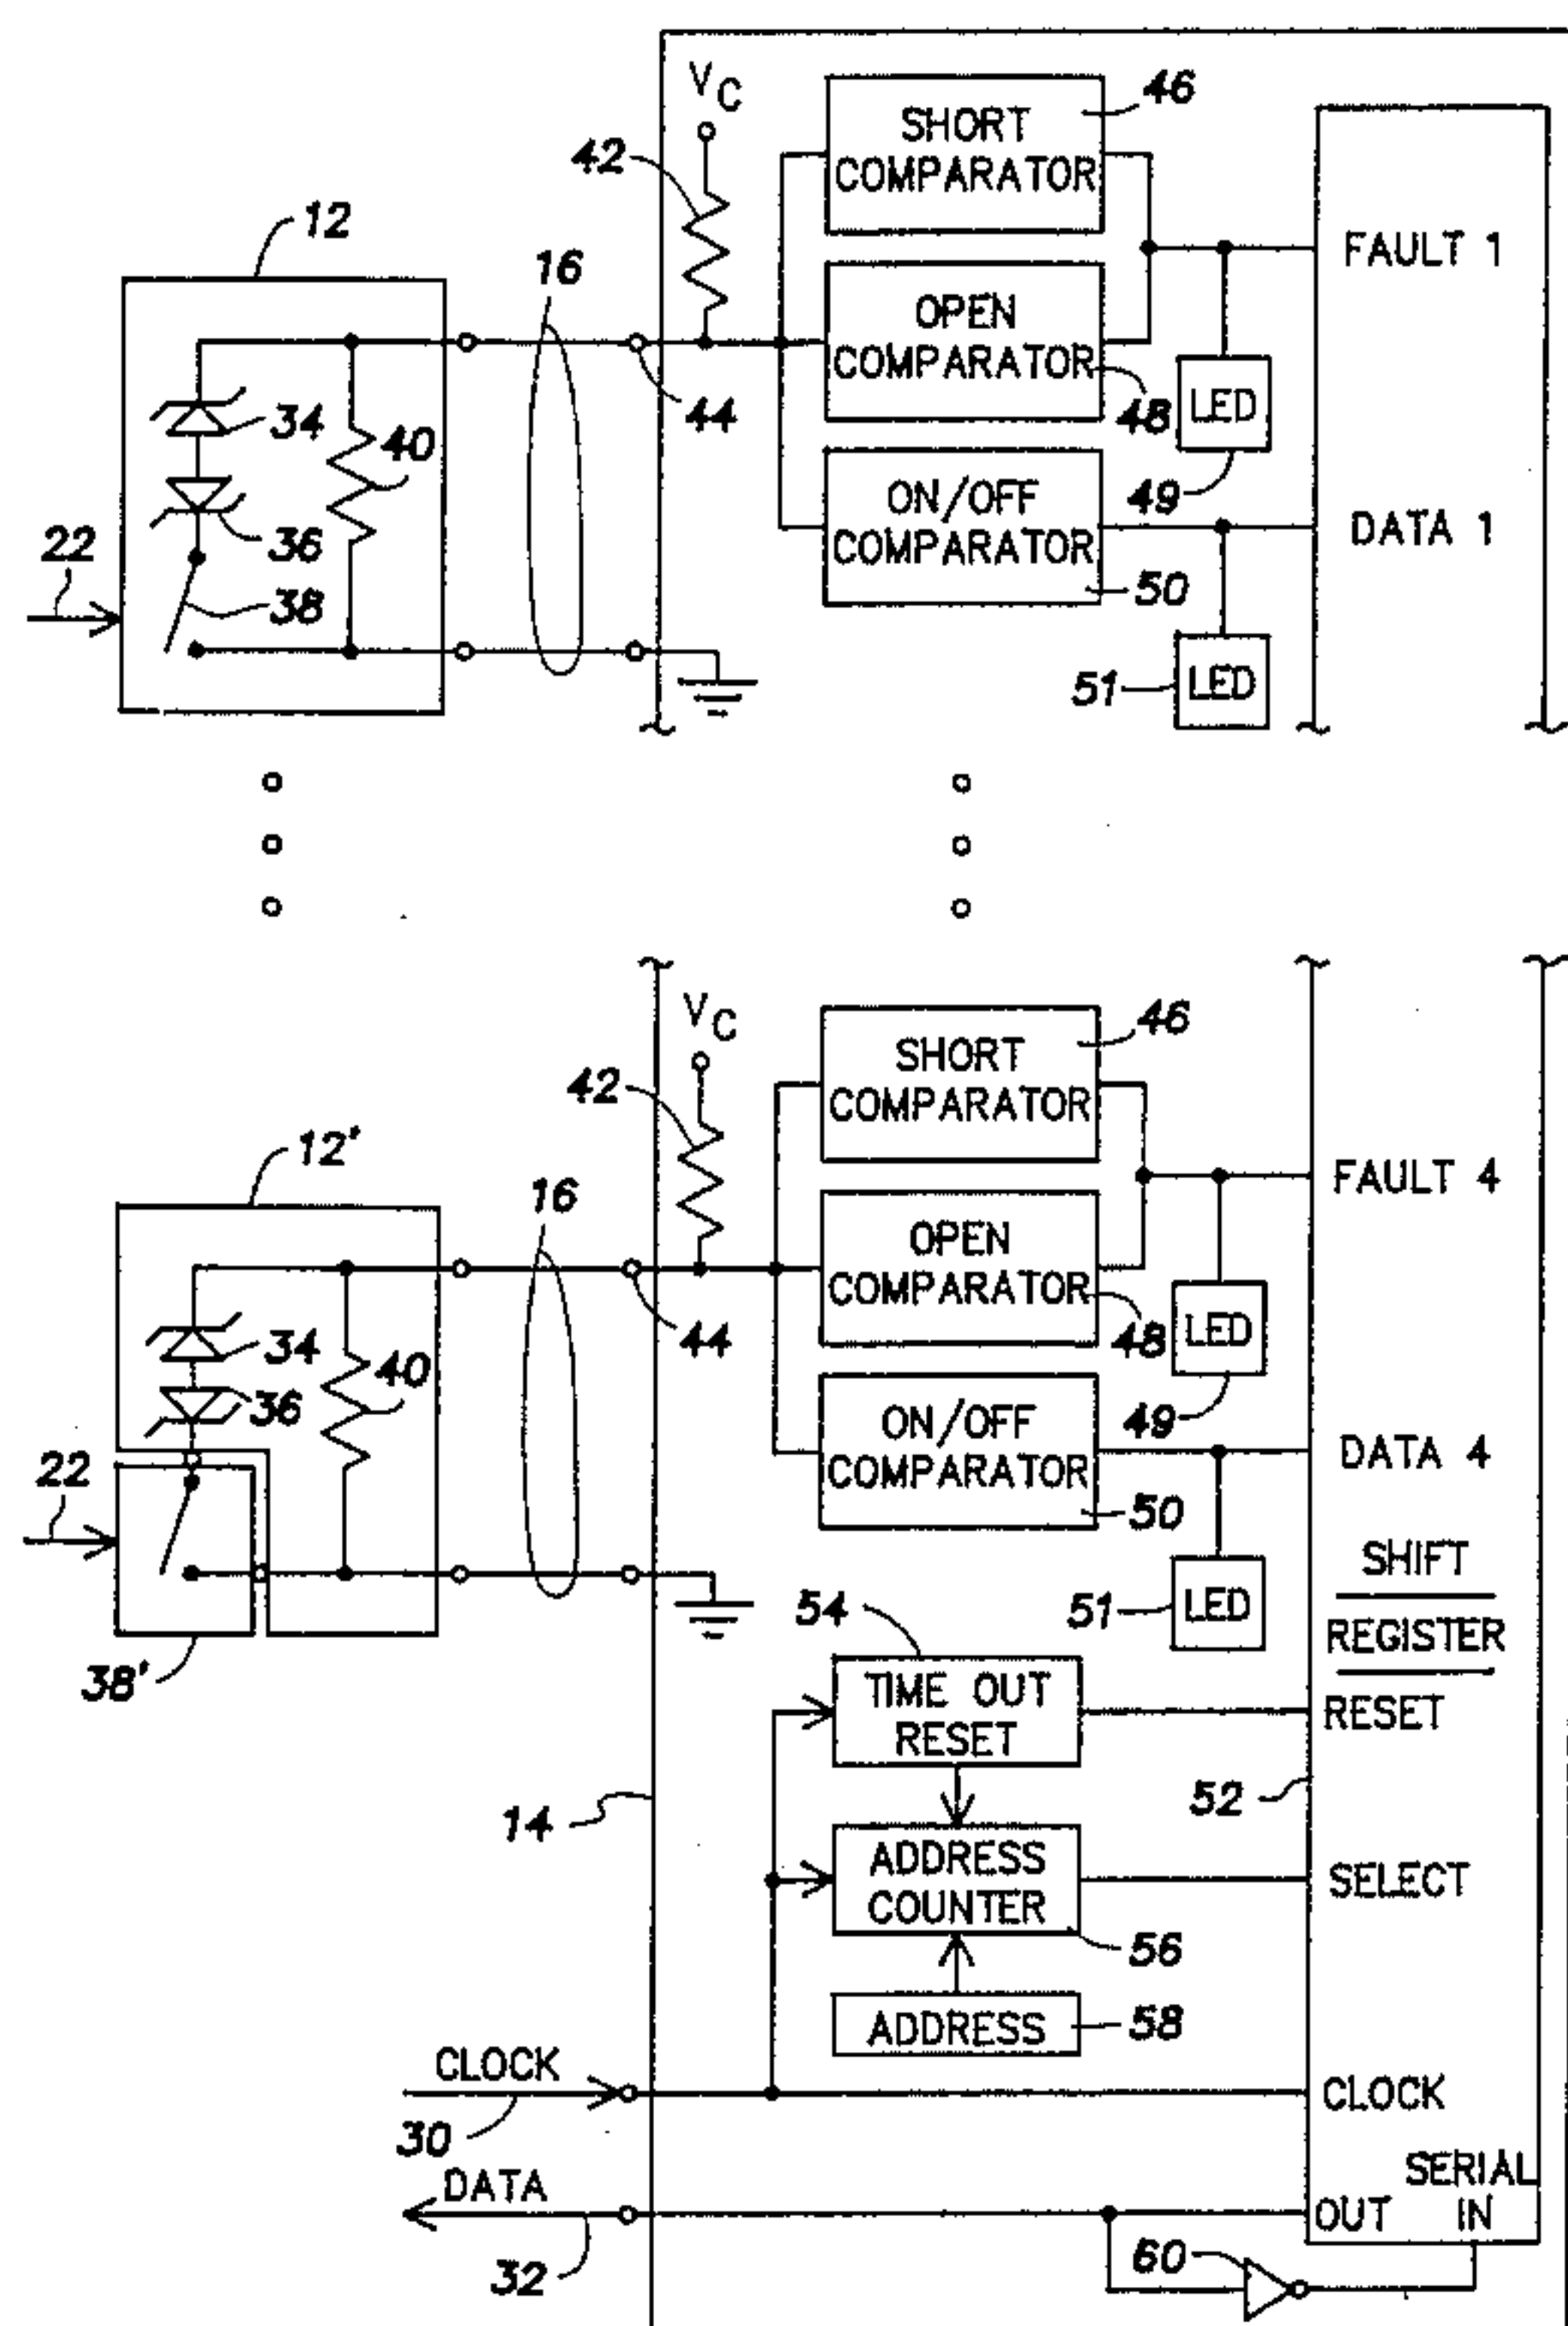 V_C
46
SHORT
COMPARATOR
42
12
16
FAULT 1
OPEN
COMPARATOR
48
LED
34
40
44
49
ON/OFF
COMPARATOR
DATA 1
22
36
38
50
51
LED
V_C
46
SHORT
COMPARATOR
42
12'
16
FAULT 4
OPEN
COMPARATOR
48
LED
34
40
44
36
49
ON/OFF
COMPARATOR
DATA 4
22
50
SHIFT
REGISTER
54
51
LED
38'
TIME OUT
RESET
RESET
52
14
ADDRESS
COUNTER
SELECT
56
ADDRESS
58
CLOCK
30
CLOCK
DATA
32
OUT
SERIAL
IN
60